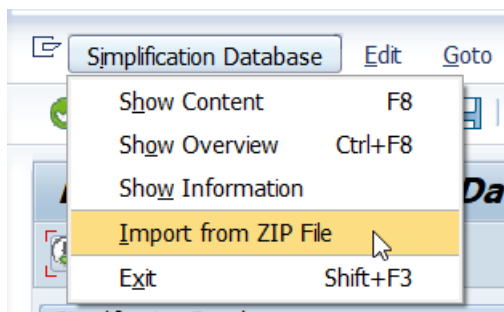 Simplification Database Edit Goto
Show Content F8
Show Overview Ctrl+F8
Show Information
Da
Import from ZIP File
Exit Shift+F3